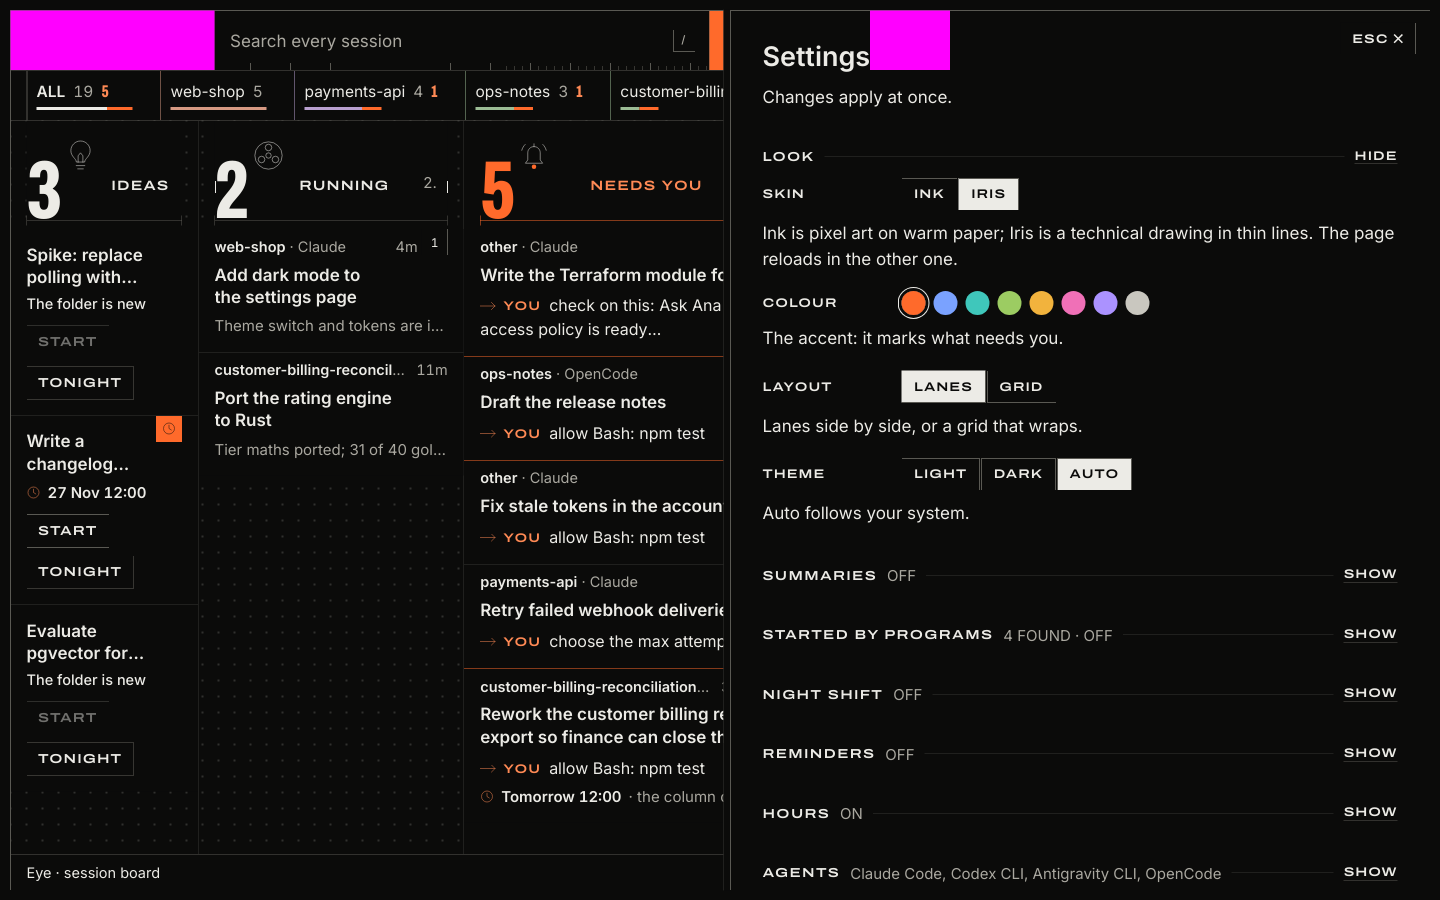 Search every session
/
ALL 19 5
web-shop 5
payments-api 4 1
ops-notes 3 1
customer-billin
3 IDEAS
Spike: replace
polling with...
The folder is new
START
TONIGHT
Write a
changelog...
27 Nov 12:00
START
TONIGHT
Evaluate
pgvector for...
The folder is new
START
TONIGHT
2 RUNNING 2.
web-shop · Claude 4m 1
Add dark mode to
the settings page
Theme switch and tokens are i...
customer-billing-reconcil... 11m
Port the rating engine
to Rust
Tier maths ported; 31 of 40 gol...
5 NEEDS YOU
other · Claude
Write the Terraform module fo
→ YOU check on this: Ask Ana
access policy is ready...
ops-notes · OpenCode
Draft the release notes
→ YOU allow Bash: npm test
other · Claude
Fix stale tokens in the accoun
→ YOU allow Bash: npm test
payments-api · Claude
Retry failed webhook deliverie
→ YOU choose the max attemp
customer-billing-reconciliation...
Rework the customer billing re
export so finance can close th
→ YOU allow Bash: npm test
Tomorrow 12:00 · the column
Eye · session board
Settings
ESC ×
Changes apply at once.
LOOK HIDE
SKIN INK IRIS
Ink is pixel art on warm paper; Iris is a technical drawing in thin lines. The page
reloads in the other one.
COLOUR
The accent: it marks what needs you.
LAYOUT LANES GRID
Lanes side by side, or a grid that wraps.
THEME LIGHT DARK AUTO
Auto follows your system.
SUMMARIES OFF SHOW
STARTED BY PROGRAMS 4 FOUND · OFF SHOW
NIGHT SHIFT OFF SHOW
REMINDERS OFF SHOW
HOURS ON SHOW
AGENTS Claude Code, Codex CLI, Antigravity CLI, OpenCode SHOW